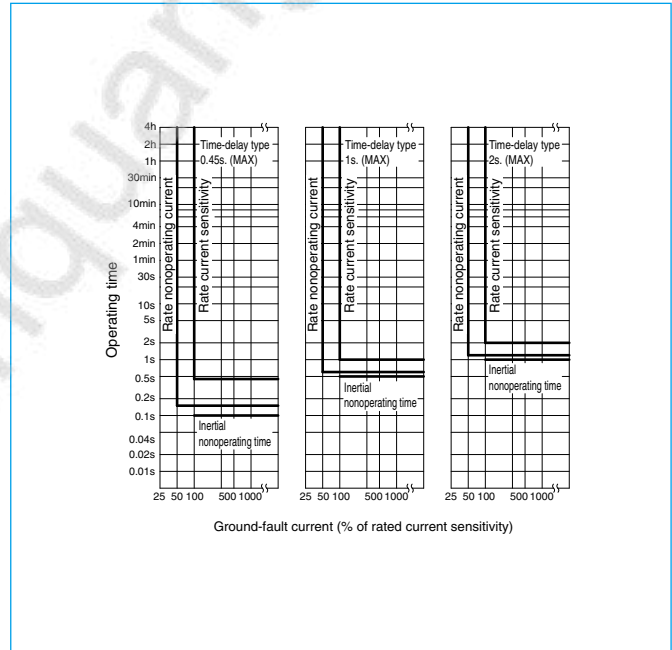 4h
2h
1h
30min
10min
4min
2min
1min
30s
10s
5s
2s
1s
0.5s
0.2s
0.1s
0.04s
0.02s
0.01s
Operating time
Rate nonoperating current
Rate current sensitivity
Time-delay type
0.45s. (MAX)
Inertial
nonoperating time
25 50 100 500 1000
Rate nonoperating current
Rate current sensitivity
Time-delay type
1s. (MAX)
Inertial
nonoperating time
25 50 100 500 1000
Rate nonoperating current
Rate current sensitivity
Time-delay type
2s. (MAX)
Inertial
nonoperating time
25 50 100 500 1000
Ground-fault current (% of rated current sensitivity)